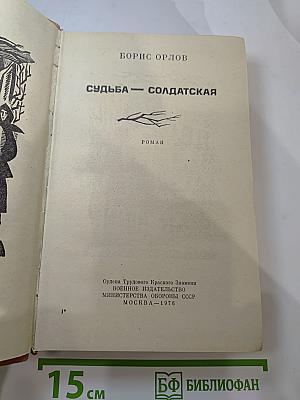 БОРИС ОРЛОВ
СУДЬБА — СОЛДАТСКАЯ
РОМАН
Ордена Трудового Красного Знамени
ВОЕННОЕ ИЗДАТЕЛЬСТВО
МИНИСТЕРСТВА ОБОРОНЫ СССР
МОСКВА—1976
1*
15 см
БФ БИБЛИОФАН